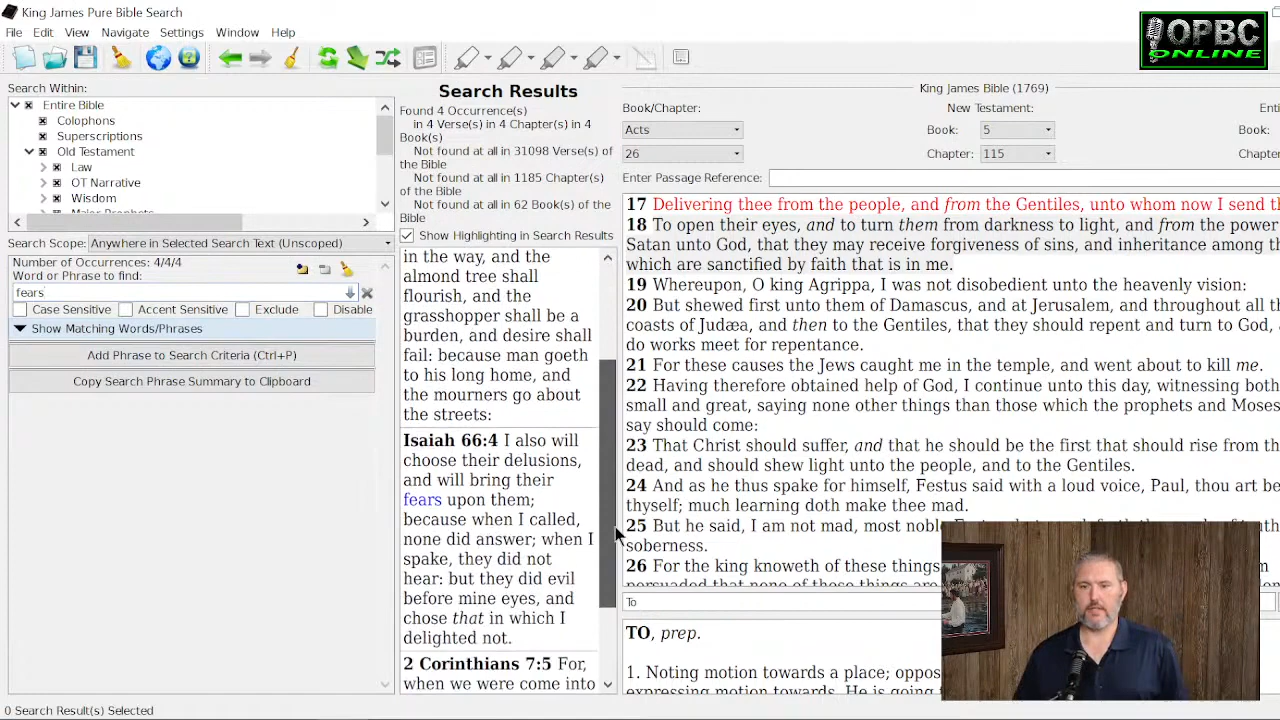 King James Pure Bible Search
OPBC
ONLINE
File Edit View Navigate Settings Window Help
Search Within:
Entire Bible
Colophons
Superscriptions
Old Testament
Law
OT Narrative
Wisdom
Search Scope: Anywhere in Selected Search Text (Unscoped)
Number of Occurrences: 4/4/4
Word or Phrase to find:
fears
Case Sensitive Accent Sensitive Exclude Disable
Show Matching Words/Phrases
Add Phrase to Search Criteria (Ctrl+P)
Copy Search Phrase Summary to Clipboard
Search Results
Found 4 Occurrence(s)
in 4 Verse(s) in 4 Chapter(s) in 4
Book(s)
Not found at all in 31098 Verse(s) of
the Bible
Not found at all in 1185 Chapter(s)
of the Bible
Not found at all in 62 Book(s) of the
Bible
Show Highlighting in Search Results
in the way, and the
almond tree shall
flourish, and the
grasshopper shall be a
burden, and desire shall
fail: because man goeth
to his long home, and
the mourners go about
the streets:
Isaiah 66:4 I also will
choose their delusions,
and will bring their
fears upon them;
because when I called,
none did answer; when I
spake, they did not
hear: but they did evil
before mine eyes, and
chose that in which I
delighted not.
2 Corinthians 7:5 For,
when we were come into
King James Bible (1769)
Book/Chapter: New Testament:
Acts Book: 5 Book:
26 Chapter: 115 Chapter
Enter Passage Reference:
17 Delivering thee from the people, and from the Gentiles, unto whom now I send th
18 To open their eyes, and to turn them from darkness to light, and from the power
Satan unto God, that they may receive forgiveness of sins, and inheritance among th
which are sanctified by faith that is in me.
19 Whereupon, O king Agrippa, I was not disobedient unto the heavenly vision:
20 But shewed first unto them of Damascus, and at Jerusalem, and throughout all th
coasts of Judæa, and then to the Gentiles, that they should repent and turn to God, a
do works meet for repentance.
21 For these causes the Jews caught me in the temple, and went about to kill me.
22 Having therefore obtained help of God, I continue unto this day, witnessing both
small and great, saying none other things than those which the prophets and Moses
say should come:
23 That Christ should suffer, and that he should be the first that should rise from th
dead, and should shew light unto the people, and to the Gentiles.
24 And as he thus spake for himself, Festus said with a loud voice, Paul, thou art be
thyself; much learning doth make thee mad.
25 But he said, I am not mad, most nobl
soberness.
26 For the king knoweth of these things
persuaded that none of these things are
To
TO, prep.
1. Noting motion towards a place; oppos
expressing motion towards. He is going
0 Search Result(s) Selected